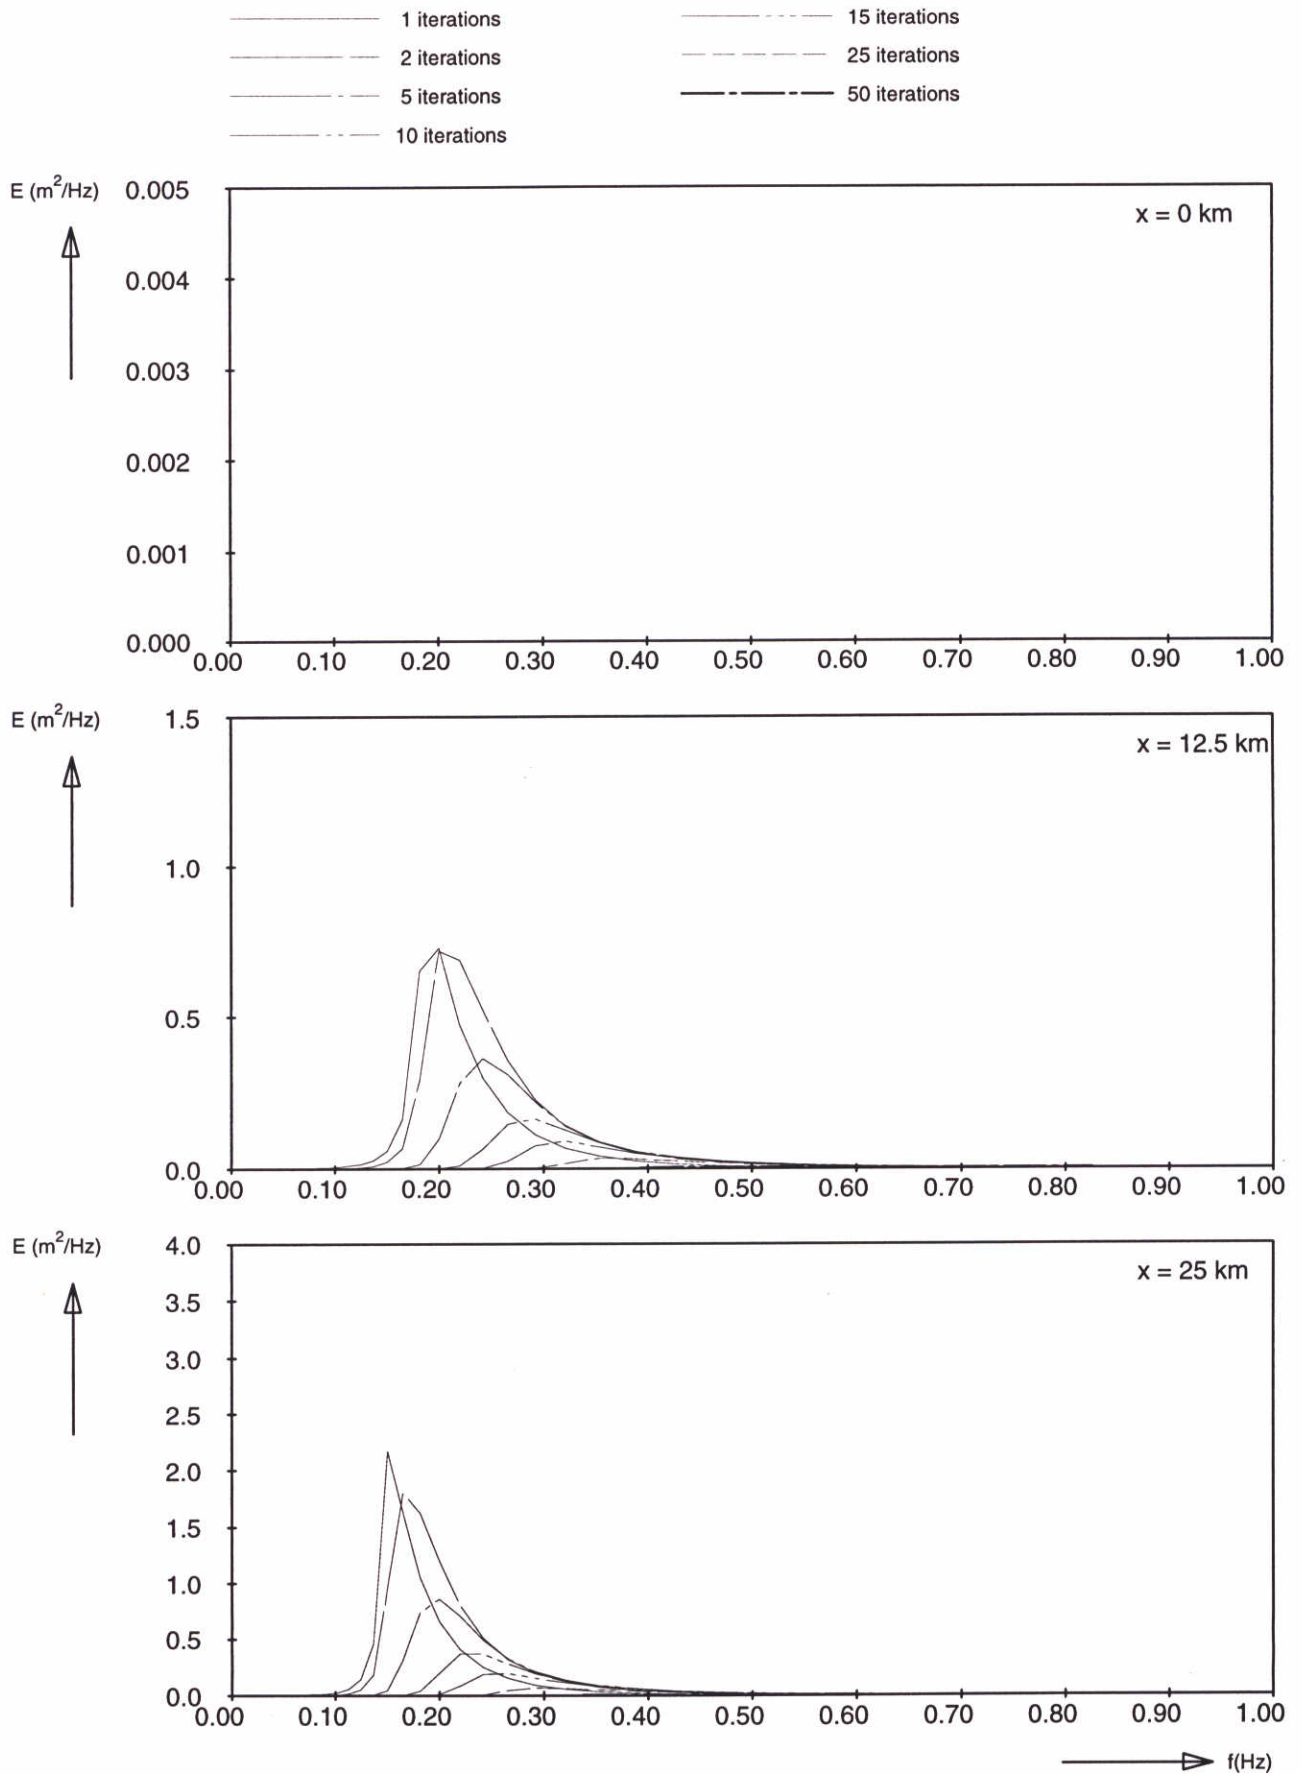 1 iterations
15 iterations
2 iterations
25 iterations
5 iterations
50 iterations
10 iterations
E (m²/Hz)
0.005
x = 0 km
0.004
0.003
0.002
0.001
0.000
0.00 0.10 0.20 0.30 0.40 0.50 0.60 0.70 0.80 0.90 1.00
E (m²/Hz)
1.5
x = 12.5 km
1.0
0.5
0.0
0.00 0.10 0.20 0.30 0.40 0.50 0.60 0.70 0.80 0.90 1.00
E (m²/Hz)
4.0
x = 25 km
3.5
3.0
2.5
2.0
1.5
1.0
0.5
0.0
0.00 0.10 0.20 0.30 0.40 0.50 0.60 0.70 0.80 0.90 1.00
f(Hz)